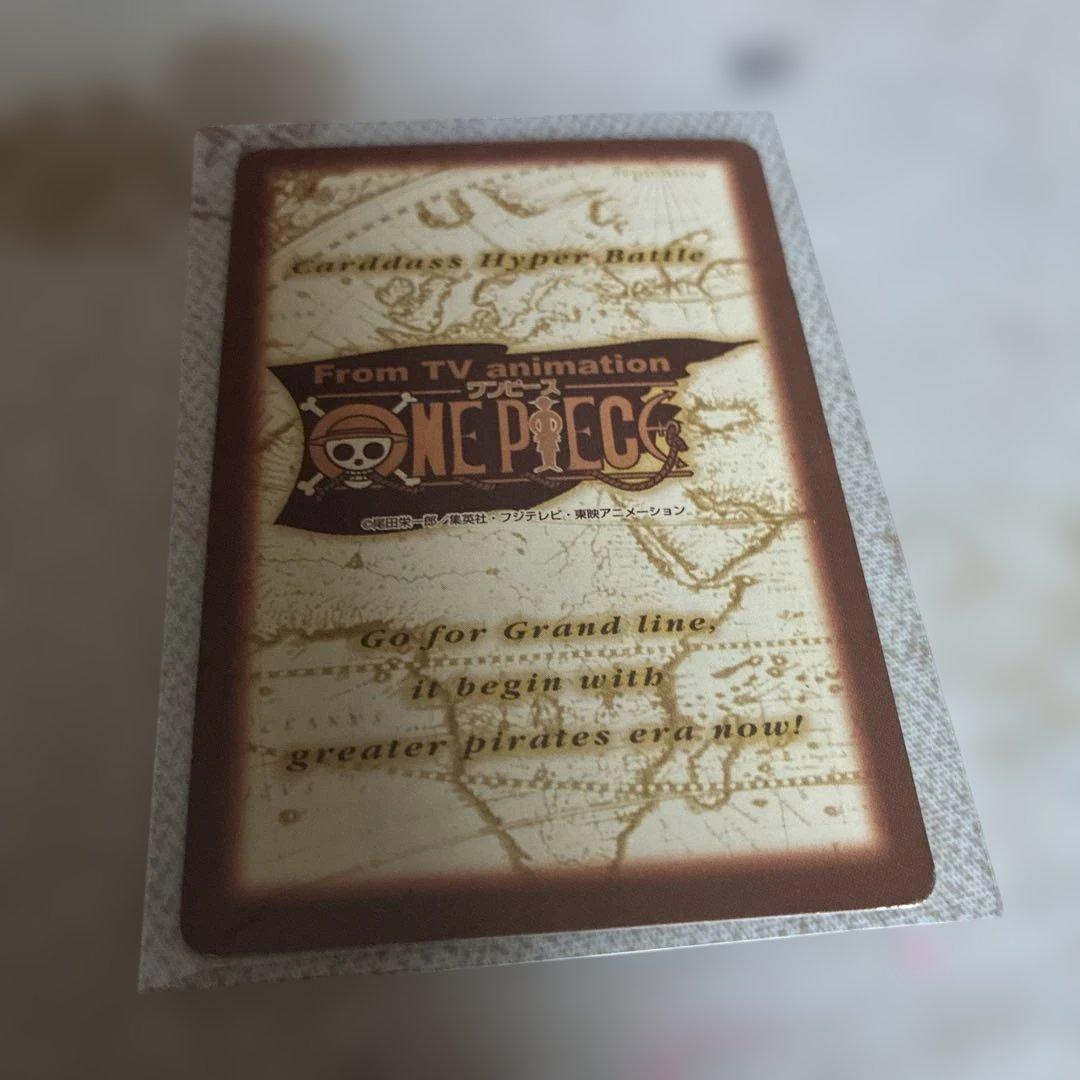 Carddass Hyper Battle
From TV animation
ワンピース
ONE PIECE
©尾田栄一郎／集英社・フジテレビ・東映アニメーション
Go for Grand line,
it begin with
greater pirates era now!